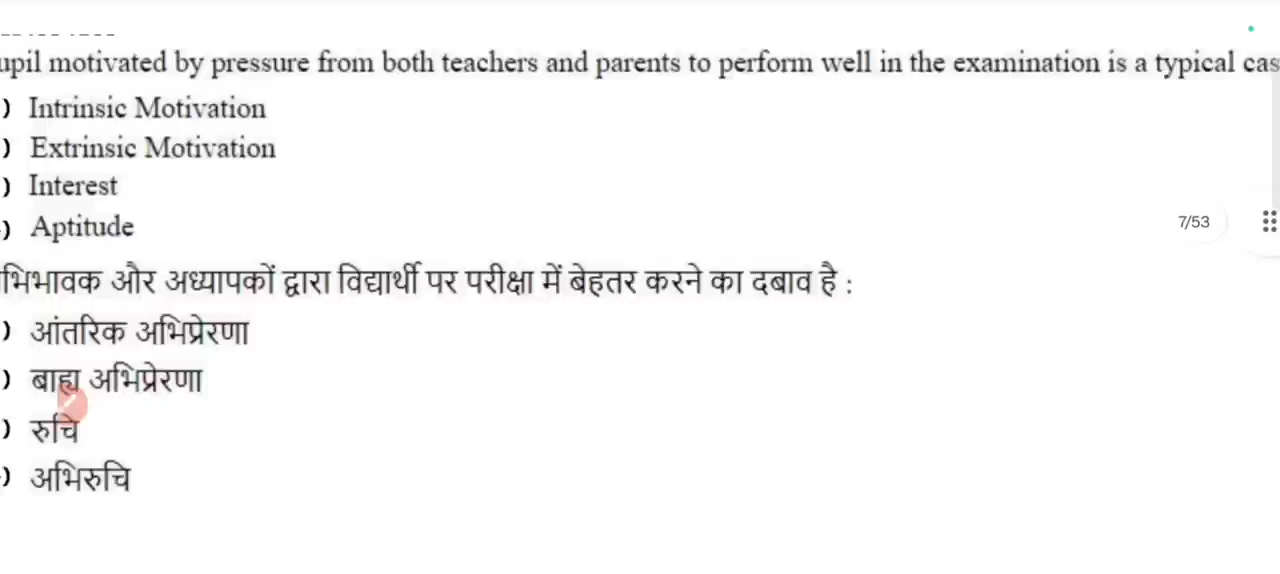 upil motivated by pressure from both teachers and parents to perform well in the examination is a typical cas
) Intrinsic Motivation
) Extrinsic Motivation
) Interest
) Aptitude
7/53
भिभावक और अध्यापकों द्वारा विद्यार्थी पर परीक्षा में बेहतर करने का दबाव है :
) आंतरिक अभिप्रेरणा
) बाह्य अभिप्रेरणा
) रुचि
) अभिरुचि